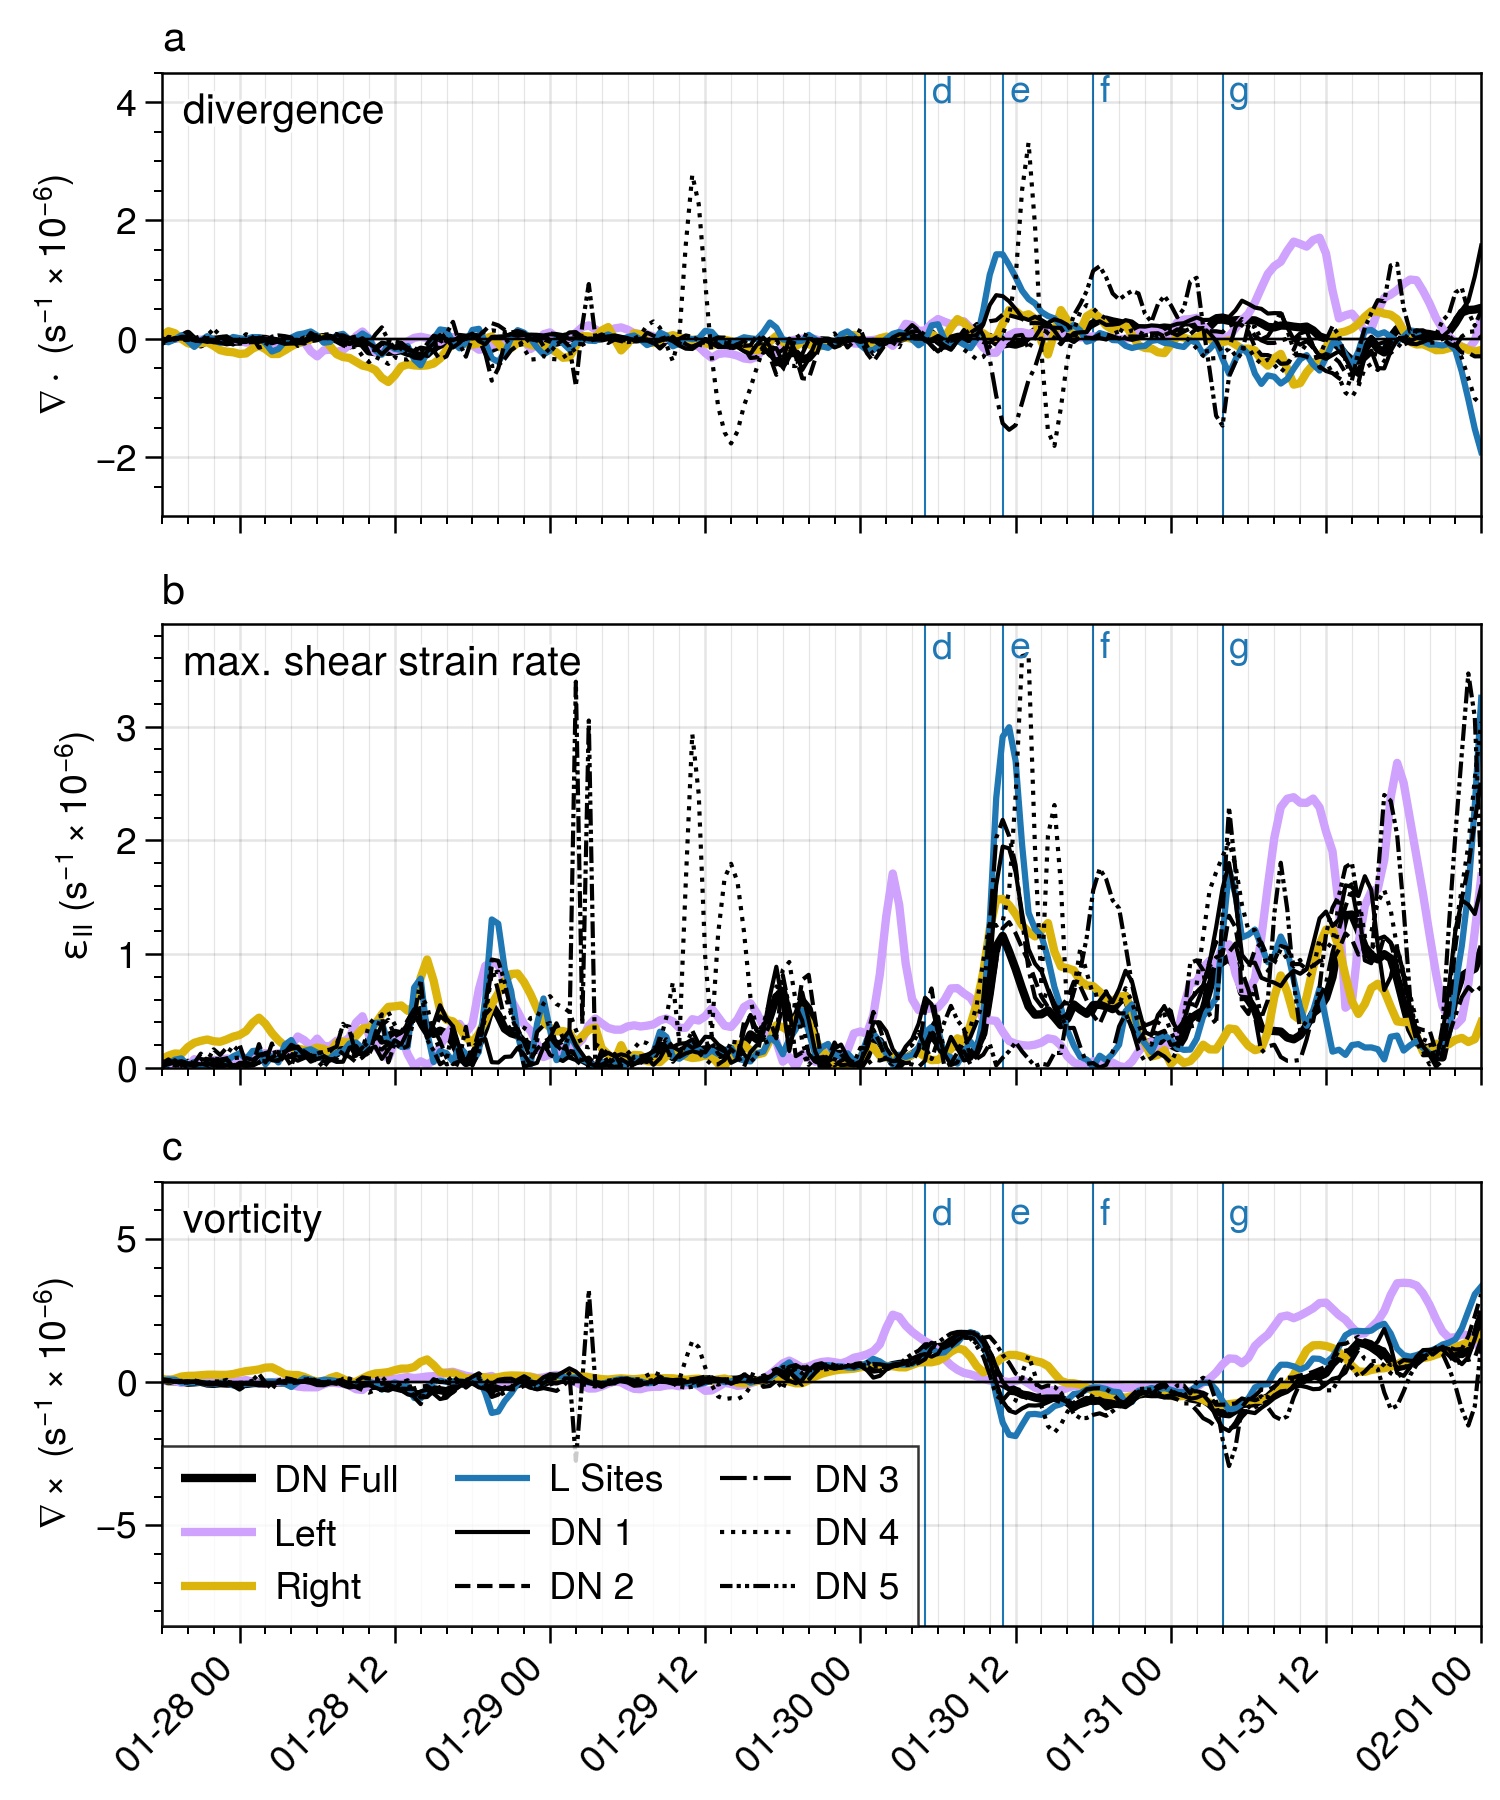 a
divergence
d e f g
4
2
0
−2
∇ · (s⁻¹ × 10⁻⁶)
b
max. shear strain rate
d e f g
3
2
1
0
ε_II (s⁻¹ × 10⁻⁶)
c
vorticity
d e f g
5
0
−5
∇ × (s⁻¹ × 10⁻⁶)
DN Full L Sites DN 3
Left DN 1 DN 4
Right DN 2 DN 5
01-28 00 01-28 12 01-29 00 01-29 12 01-30 00 01-30 12 01-31 00 01-31 12 02-01 00